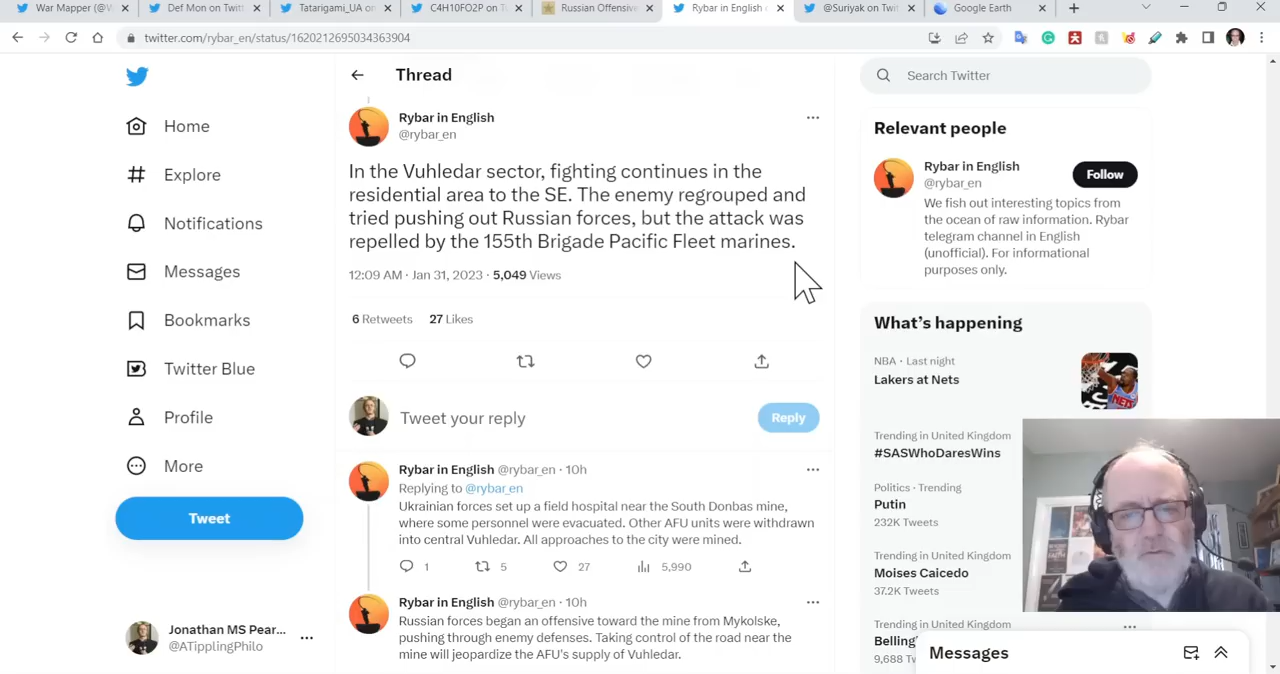 War Mapper (@W
Def Mon on Twitt
Tatarigami_UA on
C4H10FO2P on T
Russian Offensive
Rybar in English
@Suriyak on Twi
Google Earth
twitter.com/rybar_en/status/1620212695034363904
Home
Explore
Notifications
Messages
Bookmarks
Twitter Blue
Profile
More
Tweet
Jonathan MS Pear...
@ATipplingPhilo
Thread
Rybar in English
@rybar_en
In the Vuhledar sector, fighting continues in the
residential area to the SE. The enemy regrouped and
tried pushing out Russian forces, but the attack was
repelled by the 155th Brigade Pacific Fleet marines.
12:09 AM · Jan 31, 2023 · 5,049 Views
6 Retweets 27 Likes
Tweet your reply
Reply
Rybar in English @rybar_en · 10h
Replying to @rybar_en
Ukrainian forces set up a field hospital near the South Donbas mine,
where some personnel were evacuated. Other AFU units were withdrawn
into central Vuhledar. All approaches to the city were mined.
1 5 27 5,990
Rybar in English @rybar_en · 10h
Russian forces began an offensive toward the mine from Mykolske,
pushing through enemy defenses. Taking control of the road near the
mine will jeopardize the AFU's supply of Vuhledar.
Search Twitter
Relevant people
Rybar in English
@rybar_en
Follow
We fish out interesting topics from
the ocean of raw information. Rybar
telegram channel in English
(unofficial). For informational
purposes only.
What's happening
NBA · Last night
Lakers at Nets
Trending in United Kingdom
#SASWhoDaresWins
Politics · Trending
Putin
232K Tweets
Trending in United Kingdom
Moises Caicedo
37.2K Tweets
Trending in United Kingdom
Belling
9,688 Tw
Messages